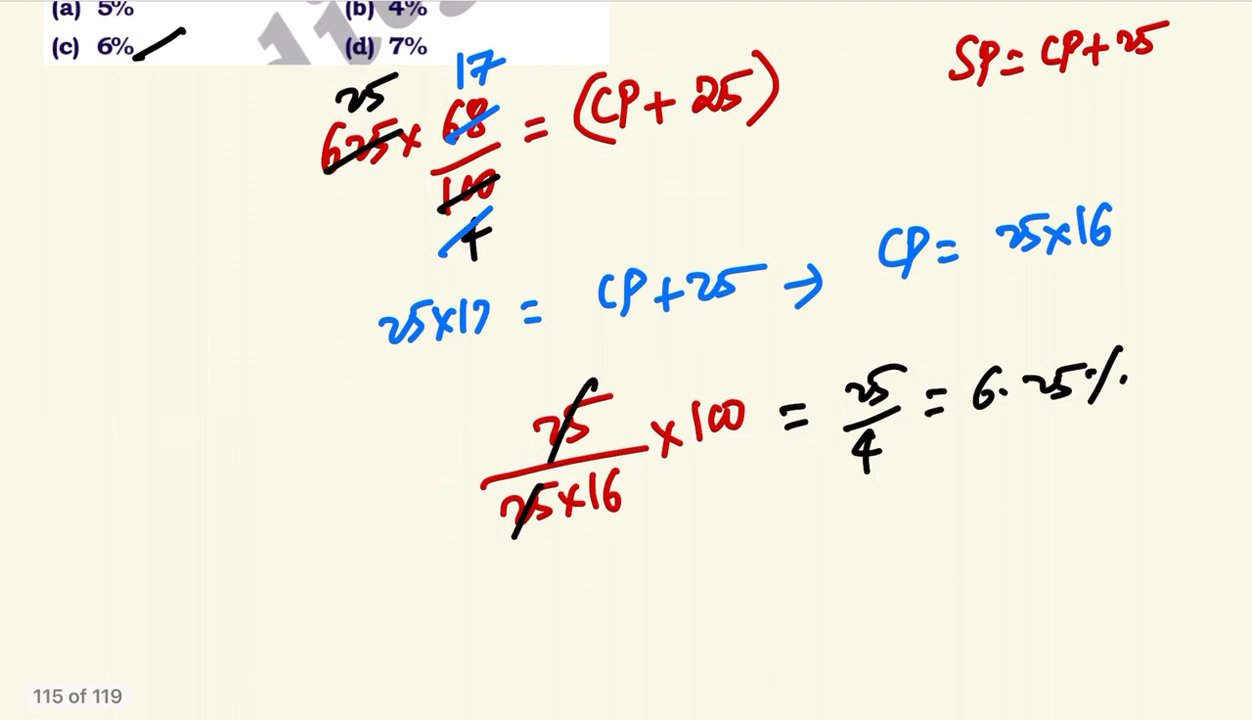 (a) 5% (b) 4%
(c) 6% (d) 7%
SP = CP + 25
25 17
625 × 68/100 = (CP + 25)
4
CP = 25×16
25×17 = CP + 25 →
25/25×16 × 100 = 25/4 = 6.25%
115 of 119